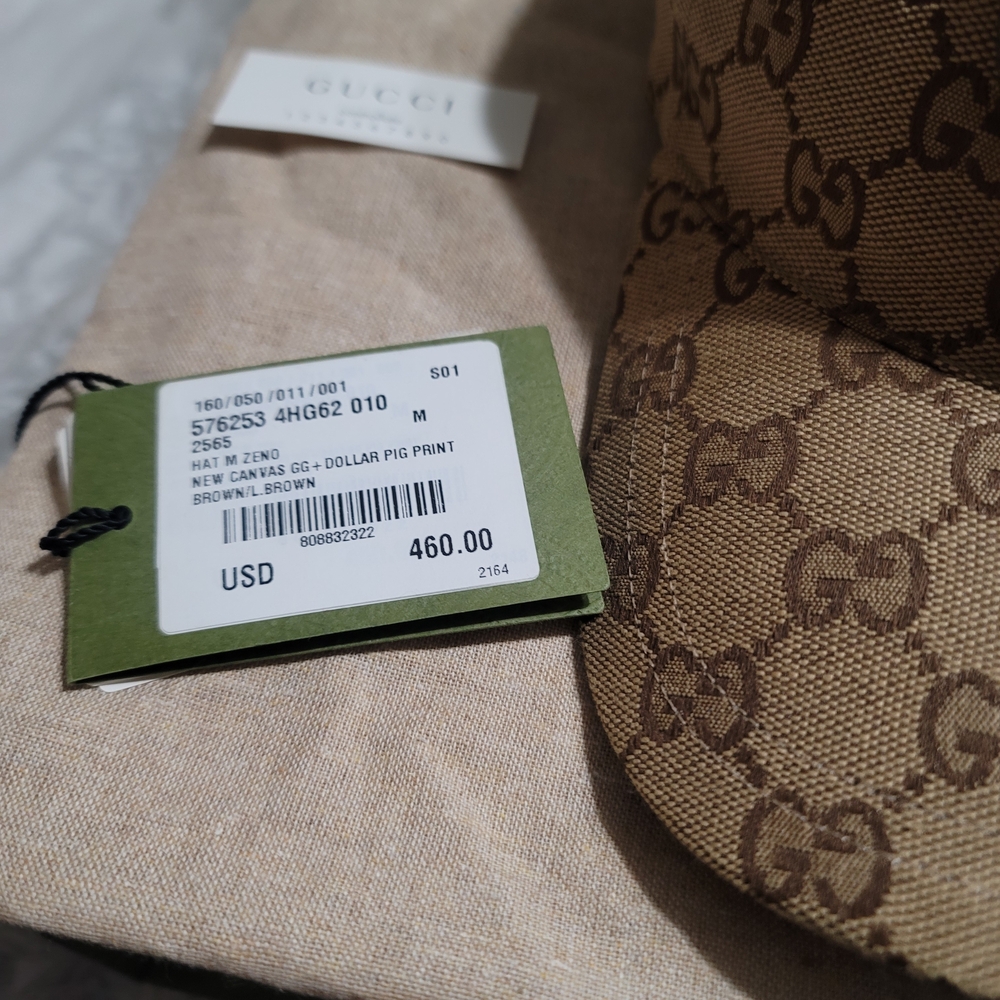 GUCCI
160/050/011/001 S01
576253 4HG62 010 M
2565
HAT M ZENO
NEW CANVAS GG+DOLLAR PIG PRINT
BROWN/L.BROWN
808832322
USD 460.00
2164